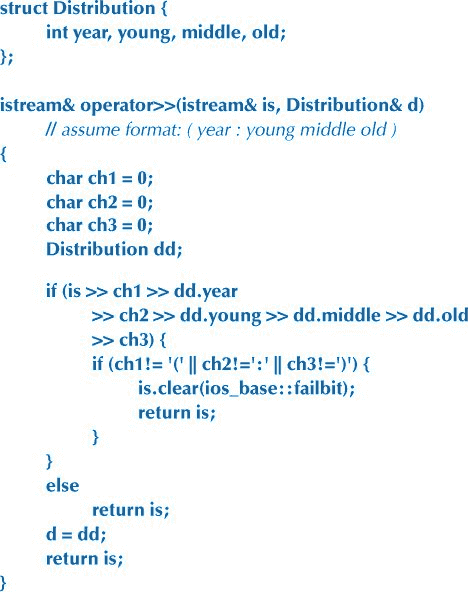 struct Distribution {
int year, young, middle, old;
};
istream& operator>>(istream& is, Distribution& d)
// assume format: ( year : young middle old )
{
char ch1 = 0;
char ch2 = 0;
char ch3 = 0;
Distribution dd;
if (is >> ch1 >> dd.year
>> ch2 >> dd.young >> dd.middle >> dd.old
>> ch3) {
if (ch1!= '(' || ch2!=':' || ch3!=')') {
is.clear(ios_base::failbit);
return is;
}
}
else
return is;
d = dd;
return is;
}